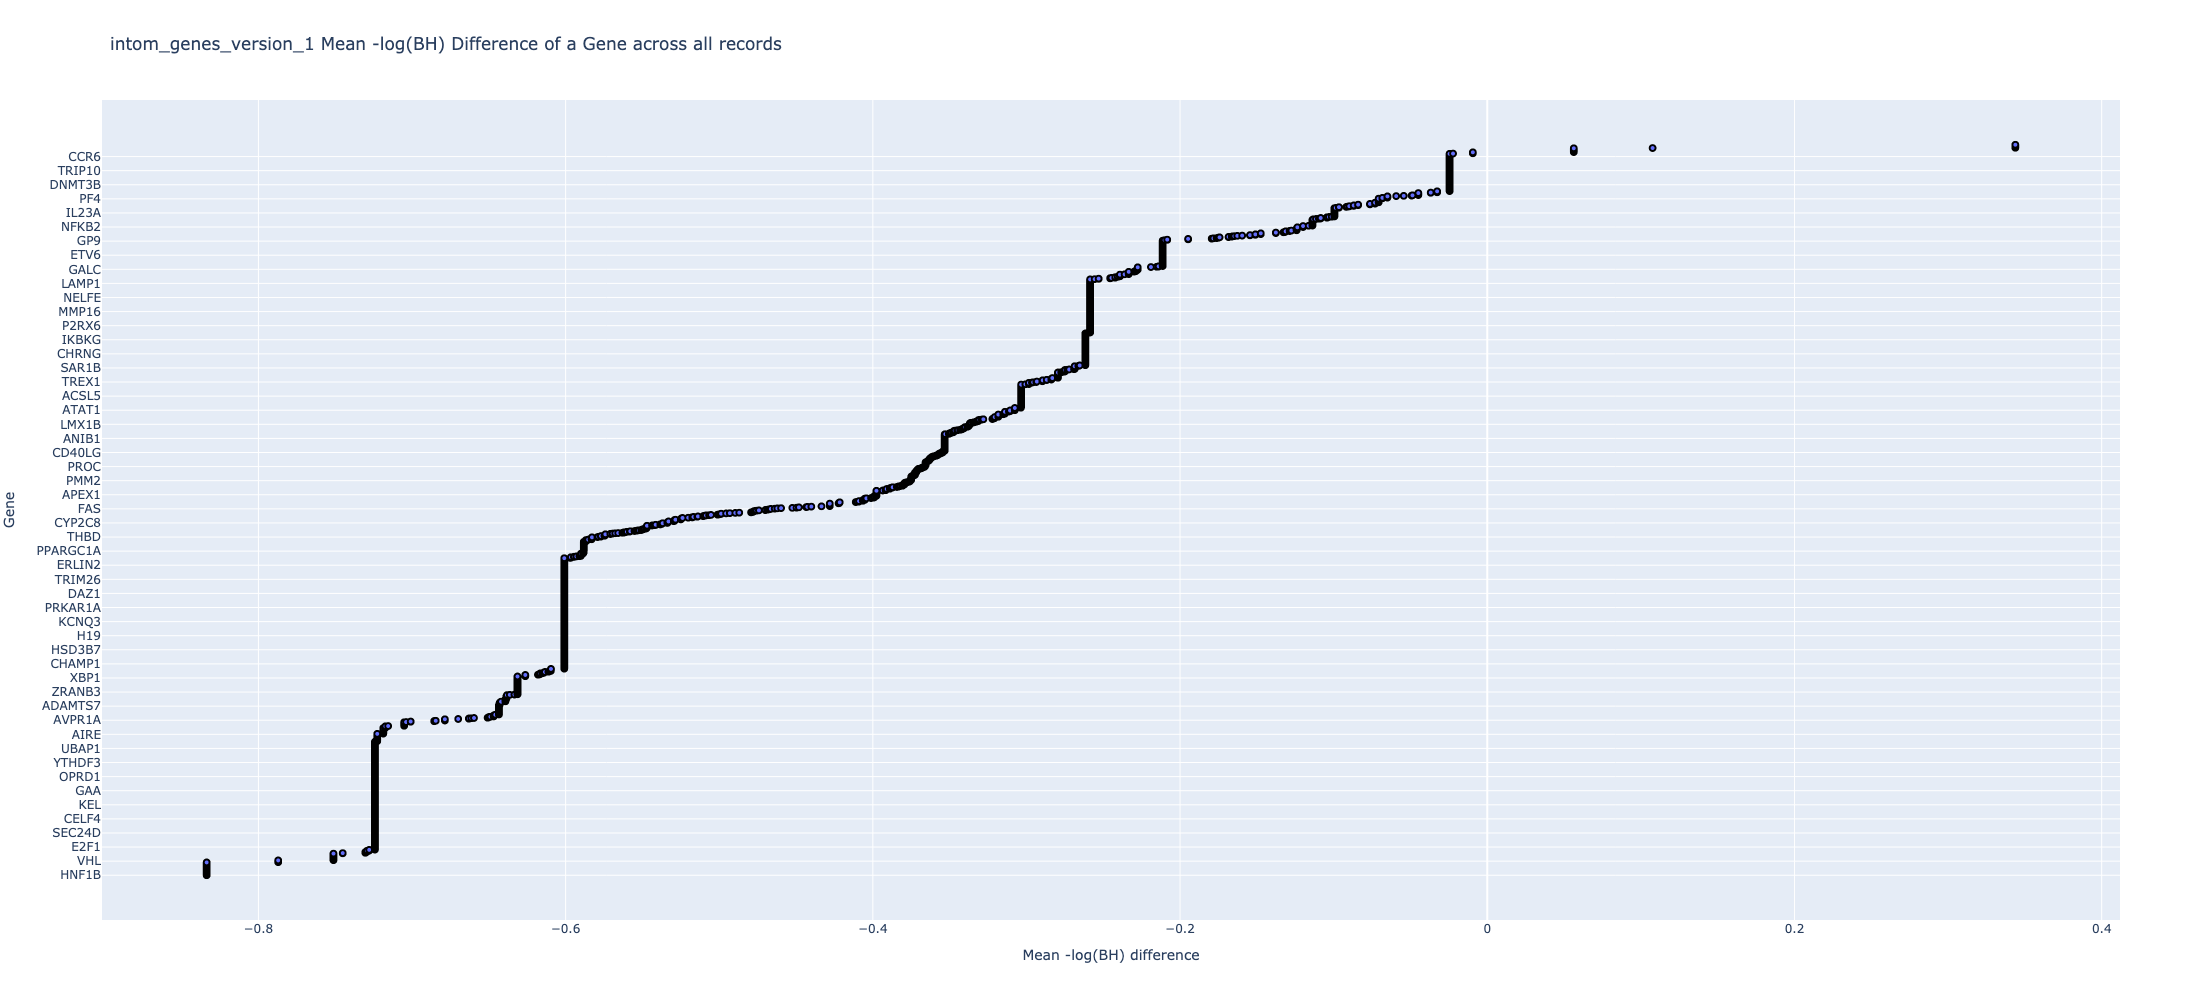 intom_genes_version_1 Mean -log(BH) Difference of a Gene across all records
CCR6
TRIP10
DNMT3B
PF4
IL23A
NFKB2
GP9
ETV6
GALC
LAMP1
NELFE
MMP16
P2RX6
IKBKG
CHRNG
SAR1B
TREX1
ACSL5
ATAT1
LMX1B
ANIB1
CD40LG
PROC
PMM2
APEX1
FAS
CYP2C8
THBD
PPARGC1A
ERLIN2
TRIM26
DAZ1
PRKAR1A
KCNQ3
H19
HSD3B7
CHAMP1
XBP1
ZRANB3
ADAMTS7
AVPR1A
AIRE
UBAP1
YTHDF3
OPRD1
GAA
KEL
CELF4
SEC24D
E2F1
VHL
HNF1B
Gene
−0.8 −0.6 −0.4 −0.2 0 0.2 0.4
Mean -log(BH) difference